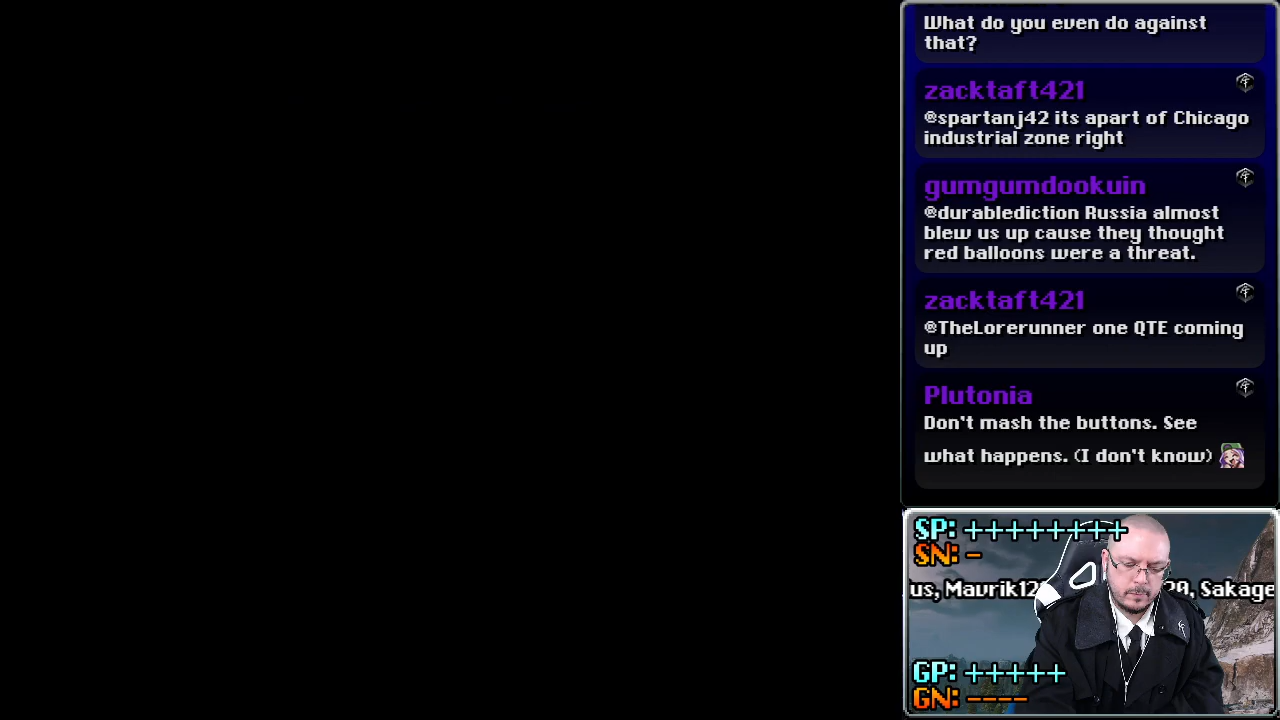 What do you even do against
that?
zacktaft421
@spartanj42 its apart of Chicago
industrial zone right
gumgumdookuin
@durablediction Russia almost
blew us up cause they thought
red balloons were a threat.
zacktaft421
@TheLorerunner one QTE coming
up
Plutonia
Don't mash the buttons. See
what happens. (I don't know)
SP: ++++++++
SN: -
us, Mavrik12 20, Sakage
GP: +++++
GN: ----